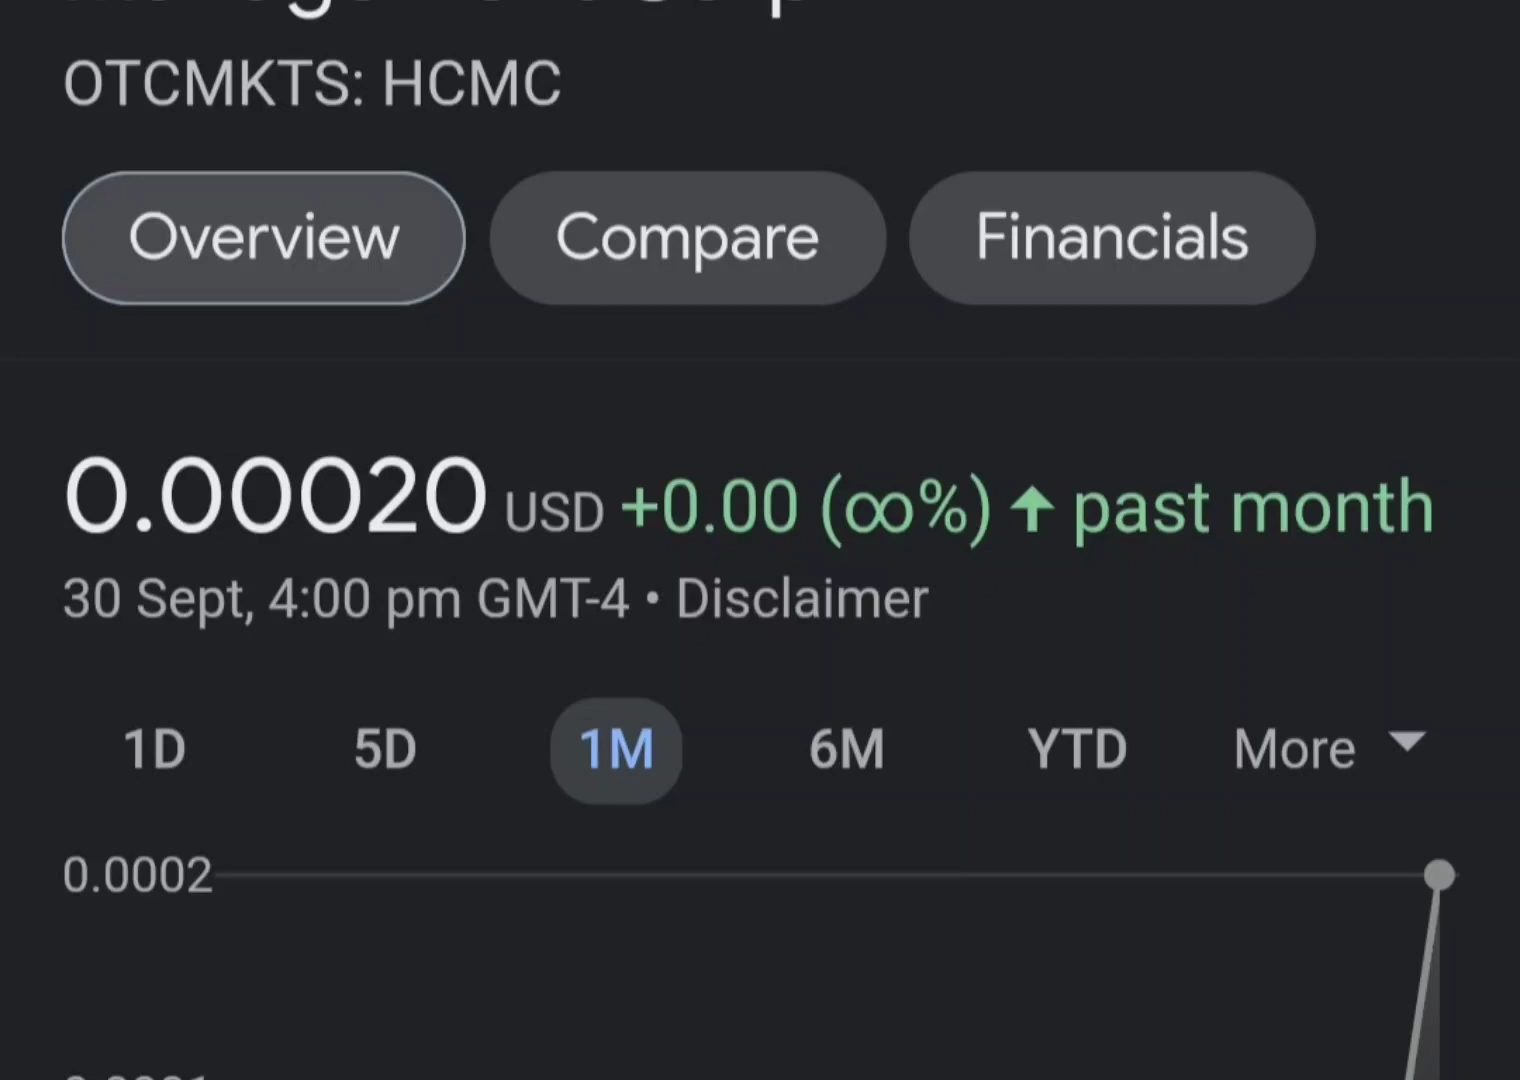 OTCMKTS: HCMC
Overview Compare Financials
0.00020 USD +0.00 (∞%) ↑ past month
30 Sept, 4:00 pm GMT-4 • Disclaimer
1D 5D 1M 6M YTD More
0.0002